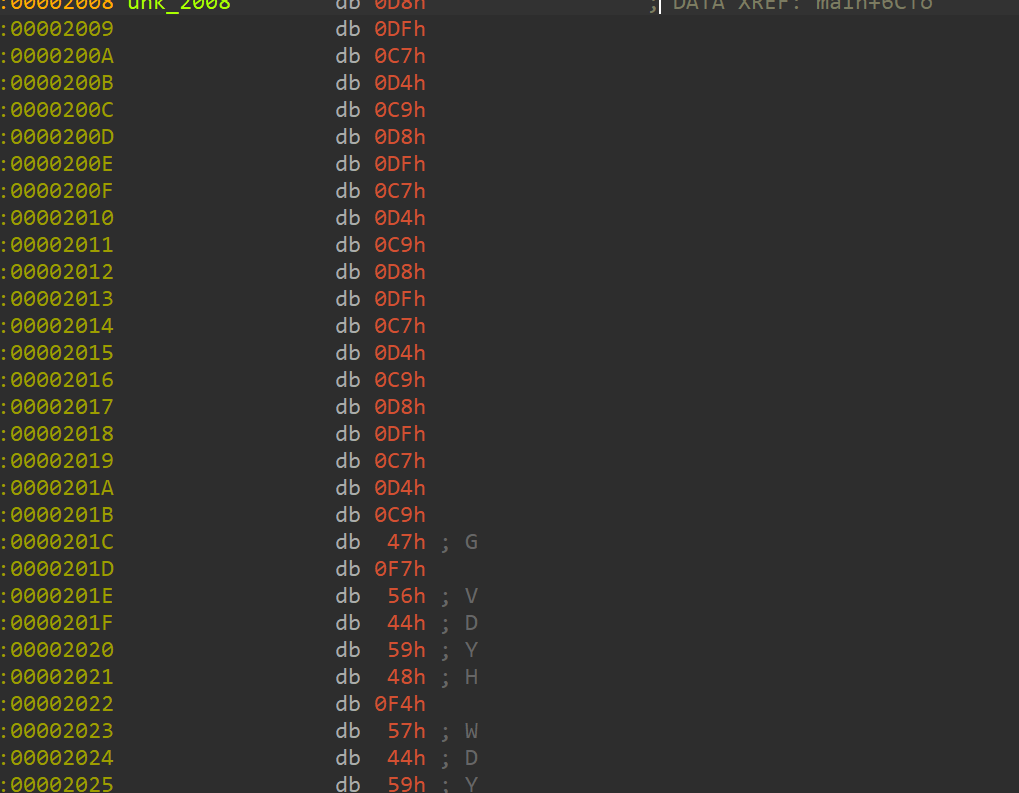 :00002008 unk_2008 db 0D8h ; DATA XREF: main+6C↑o
:00002009 db 0DFh
:0000200A db 0C7h
:0000200B db 0D4h
:0000200C db 0C9h
:0000200D db 0D8h
:0000200E db 0DFh
:0000200F db 0C7h
:00002010 db 0D4h
:00002011 db 0C9h
:00002012 db 0D8h
:00002013 db 0DFh
:00002014 db 0C7h
:00002015 db 0D4h
:00002016 db 0C9h
:00002017 db 0D8h
:00002018 db 0DFh
:00002019 db 0C7h
:0000201A db 0D4h
:0000201B db 0C9h
:0000201C db 47h ; G
:0000201D db 0F7h
:0000201E db 56h ; V
:0000201F db 44h ; D
:00002020 db 59h ; Y
:00002021 db 48h ; H
:00002022 db 0F4h
:00002023 db 57h ; W
:00002024 db 44h ; D
:00002025 db 59h ; Y